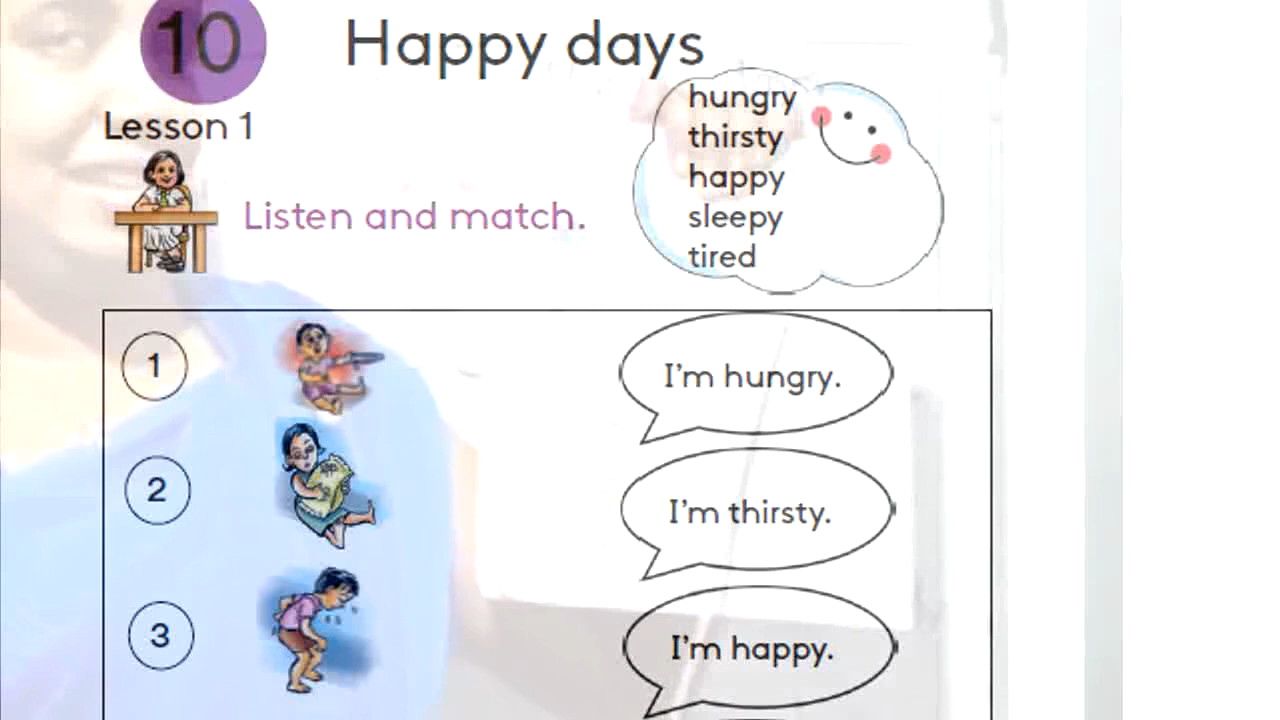 10 Happy days
Lesson 1
Listen and match.
hungry
thirsty
happy
sleepy
tired
1
I'm hungry.
2
I'm thirsty.
3
I'm happy.